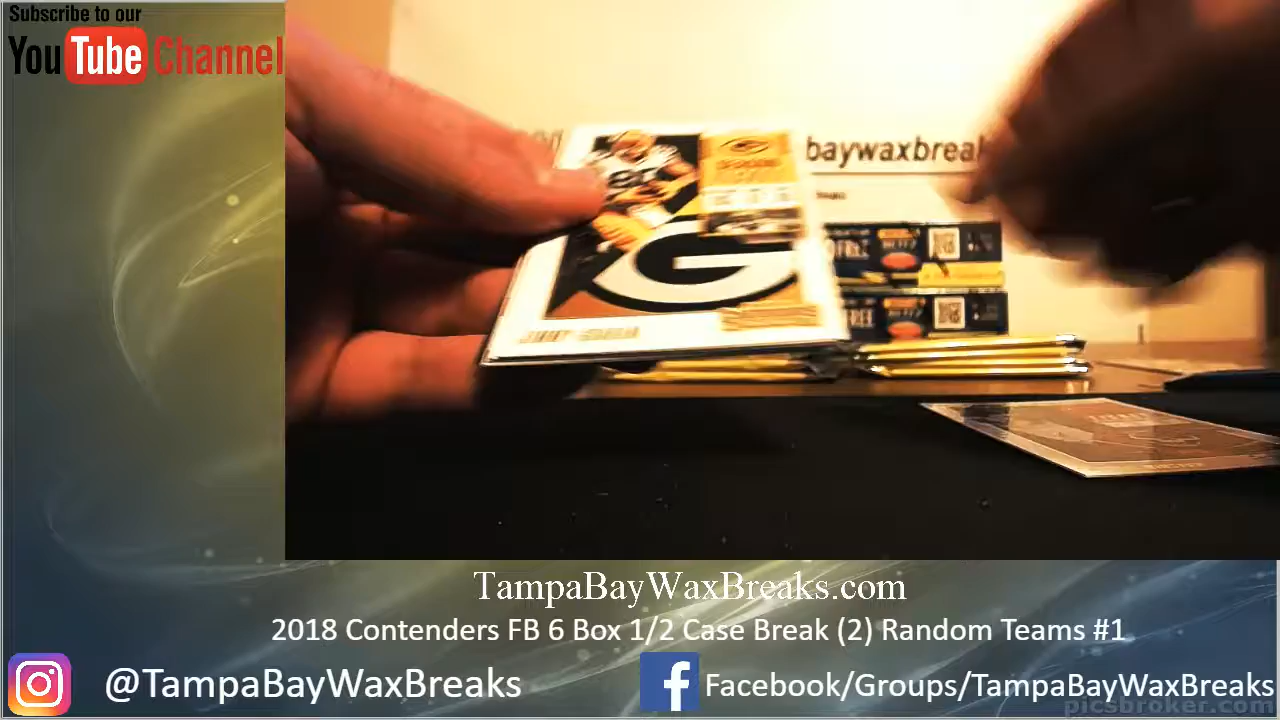 Subscribe to our
YouTube Channel
baywaxbreak
G
TampaBayWaxBreaks.com
2018 Contenders FB 6 Box 1/2 Case Break (2) Random Teams #1
@TampaBayWaxBreaks
Facebook/Groups/TampaBayWaxBreaks
picsbroker.com